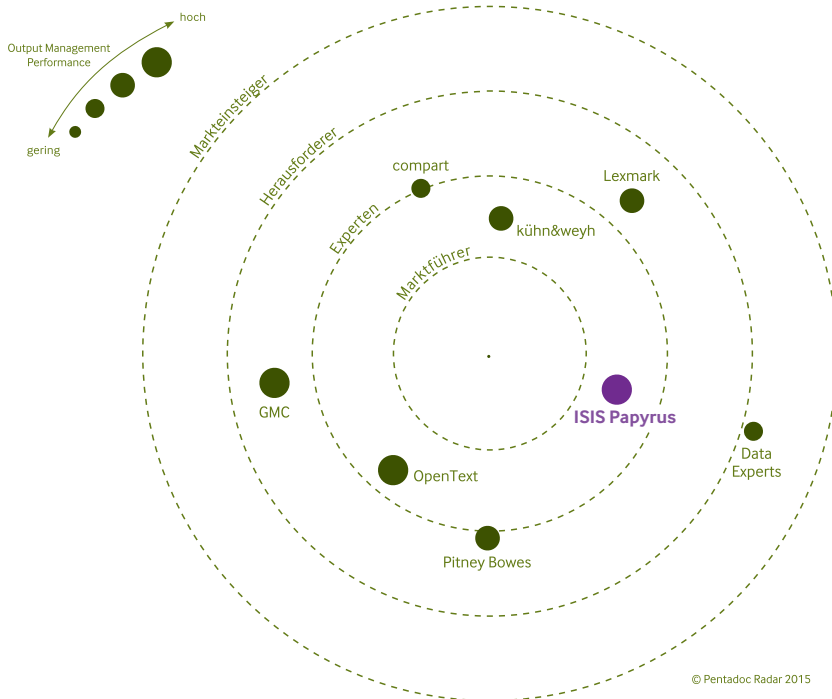 hoch
Output Management
Performance
gering
Markteinsteiger
Herausforderer
Experten
Marktführer
compart
Lexmark
kühn&weyh
GMC
ISIS Papyrus
OpenText
Data
Experts
Pitney Bowes
© Pentadoc Radar 2015